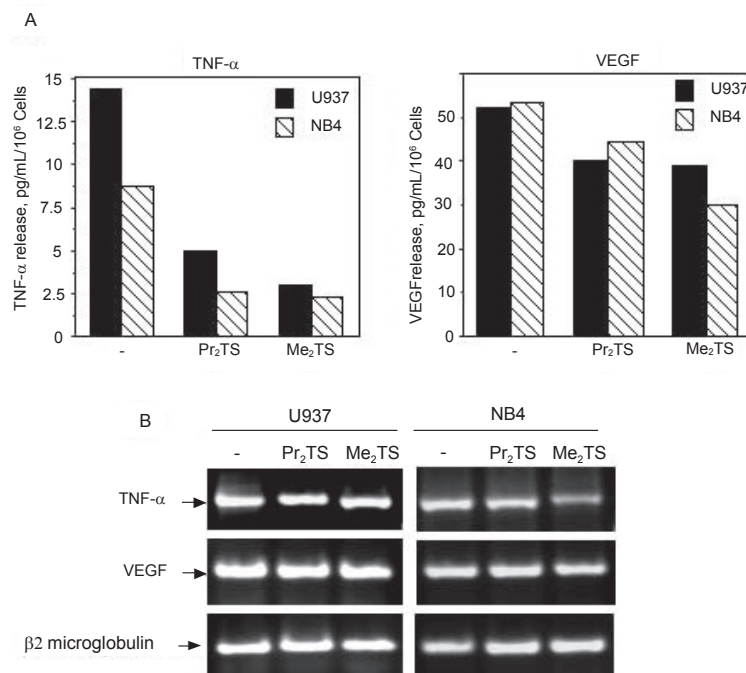 A
TNF-α
TNF-α release, pg/mL/10⁶ Cells
15
12.5
10
7.5
5
2.5
0
U937
NB4
-
Pr₂TS
Me₂TS
VEGF
VEGFrelease, pg/mL/10⁶ Cells
50
40
30
20
10
0
U937
NB4
-
Pr₂TS
Me₂TS
B
U937
NB4
-
Pr₂TS
Me₂TS
-
Pr₂TS
Me₂TS
TNF-α
VEGF
β2 microglobulin